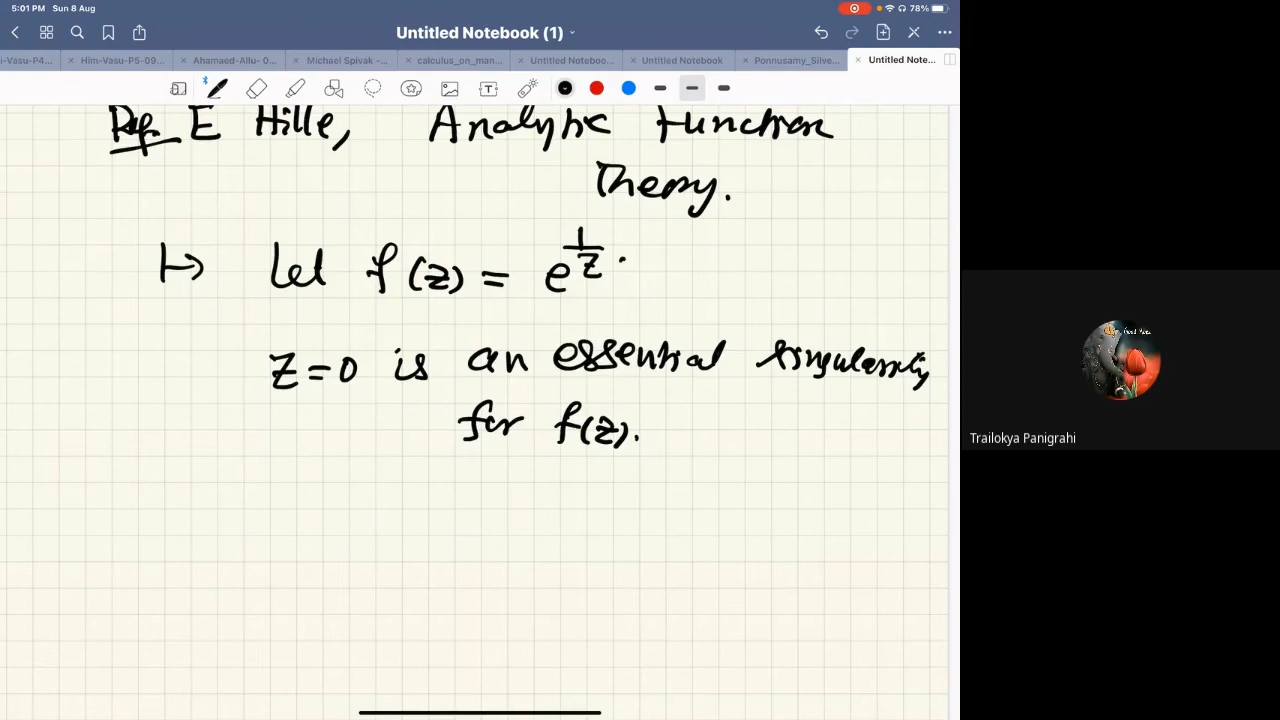 5:01 PM Sun 8 Aug
78%
Untitled Notebook (1)
i-Vasu-P4...
Him-Vasu-P5-09...
Ahamaed-Allu- 0...
Michael Spivak -...
calculus_on_man...
Untitled Noteboo...
Untitled Notebook
Ponnusamy_Silve...
Untitled Note...
Ref. E Hille, Analytic Function
Theory.
↦ Let f(z) = e^{1/z}.
z=0 is an essential singularity
for f(z).
Trailokya Panigrahi